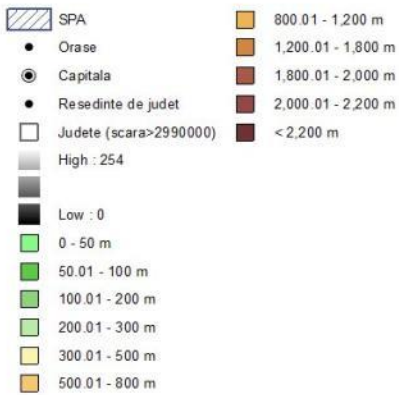 SPA
Orase
Capitala
Resedinte de judet
Judete (scara>2990000)
High : 254
Low : 0
0 - 50 m
50.01 - 100 m
100.01 - 200 m
200.01 - 300 m
300.01 - 500 m
500.01 - 800 m
800.01 - 1,200 m
1,200.01 - 1,800 m
1,800.01 - 2,000 m
2,000.01 - 2,200 m
< 2,200 m